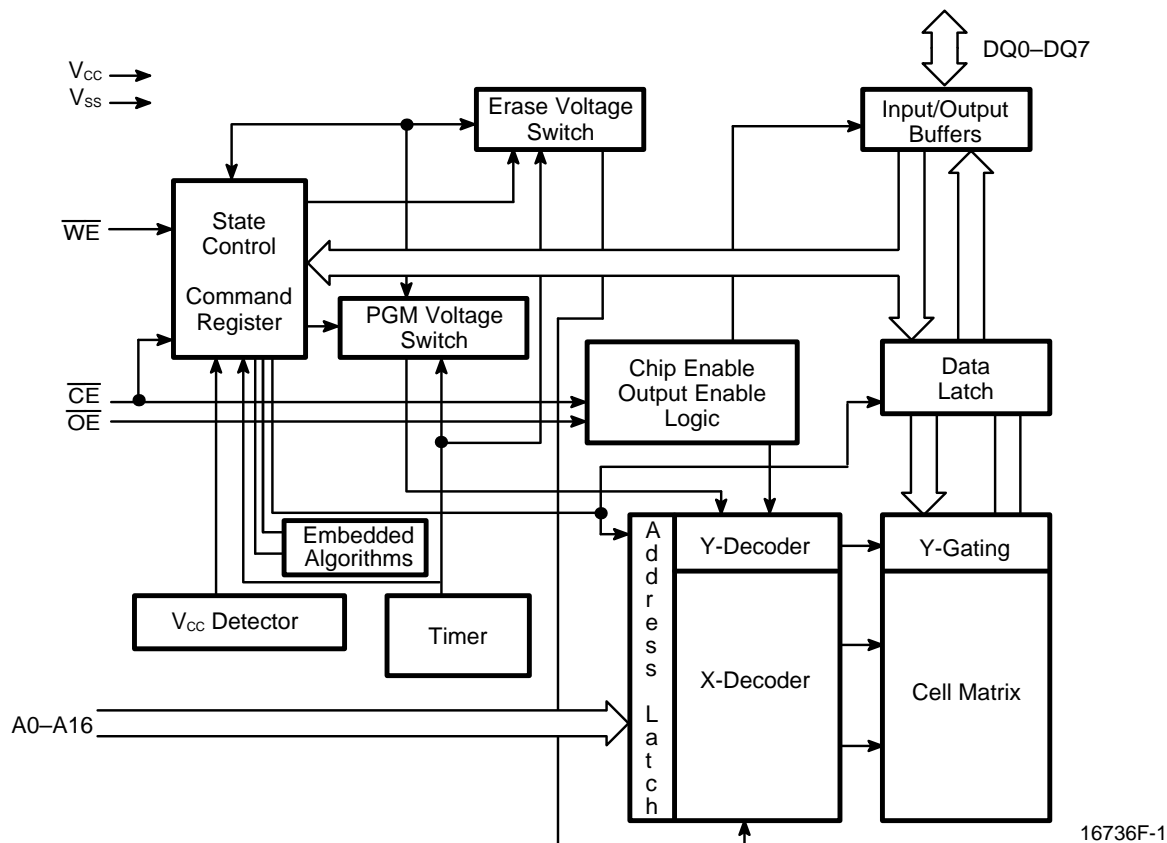 DQ0–DQ7
VCC
VSS
Erase Voltage
Switch
Input/Output
Buffers
WE
State
Control
Command
Register
PGM Voltage
Switch
Chip Enable
Output Enable
Logic
Data
Latch
CE
OE
Embedded
Algorithms
Address Latch
Y-Decoder
Y-Gating
VCC Detector
Timer
X-Decoder
Cell Matrix
A0–A16
16736F-1